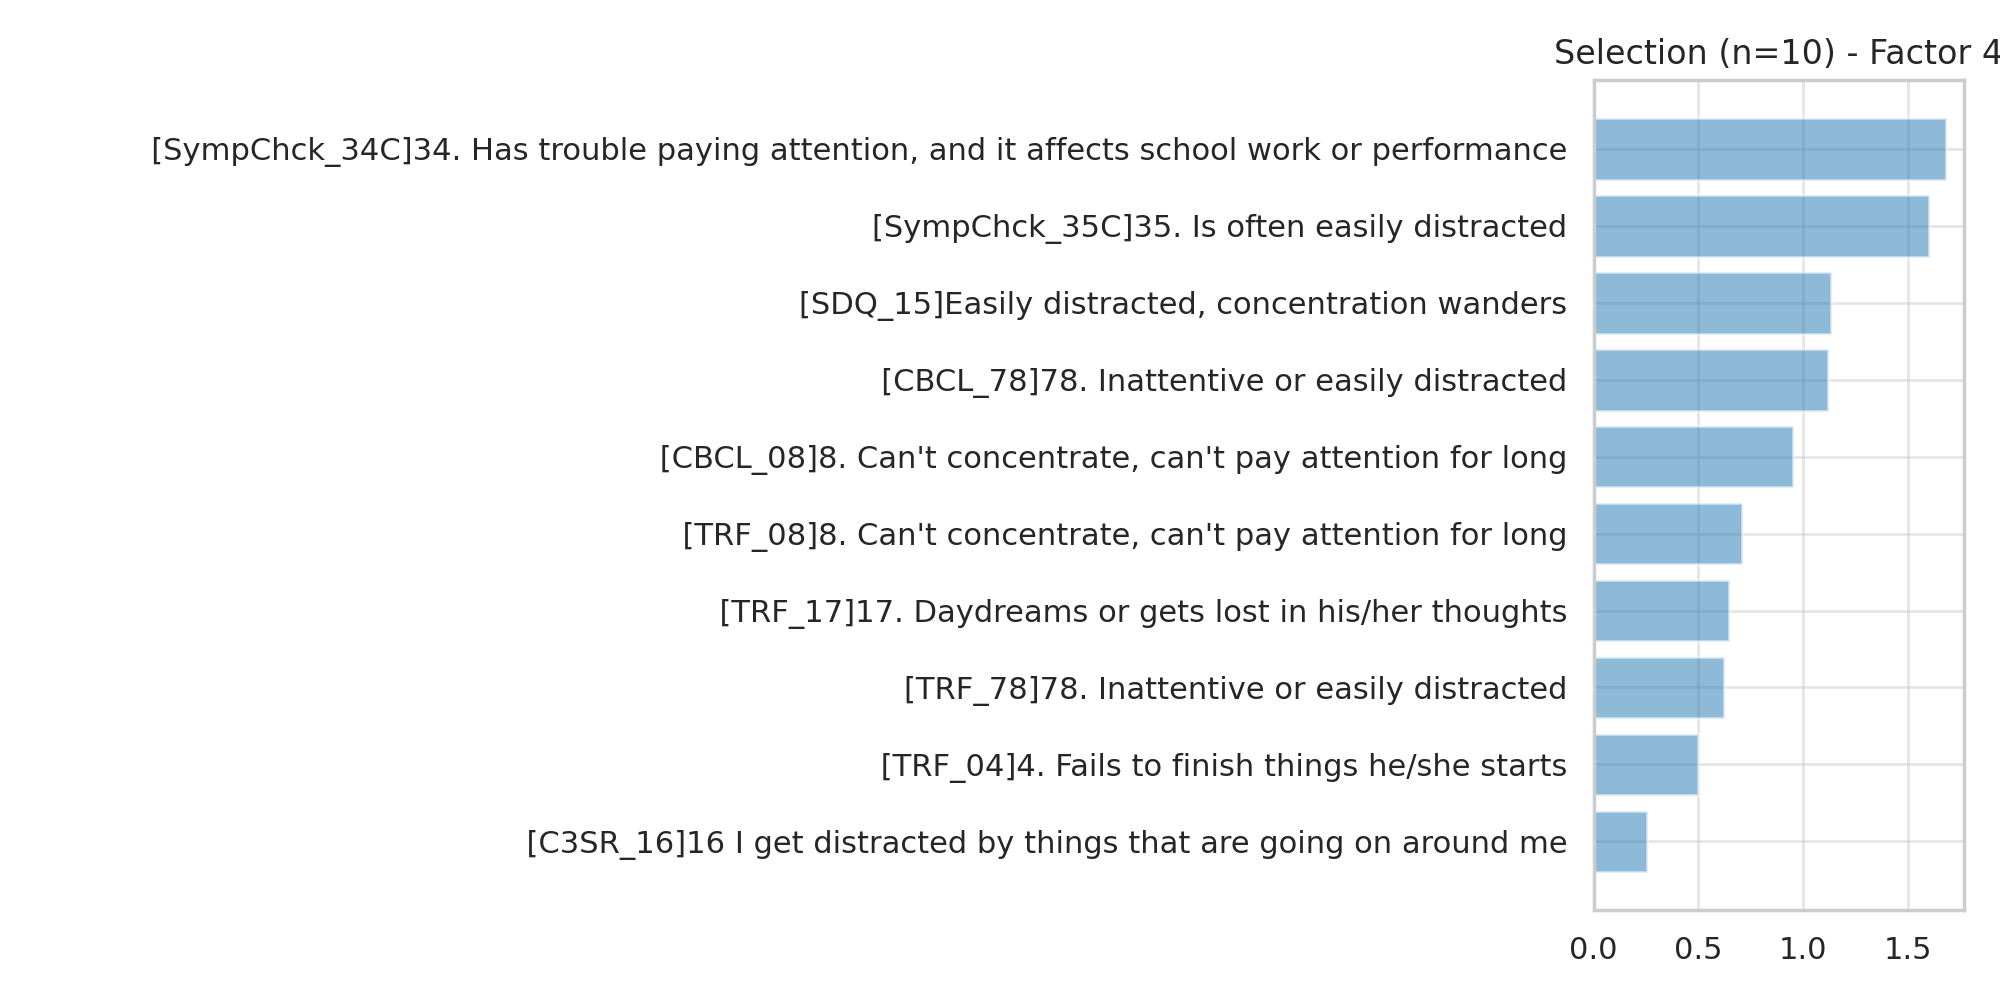 Selection (n=10) - Factor 4
[SympChck_34C]34. Has trouble paying attention, and it affects school work or performance
[SympChck_35C]35. Is often easily distracted
[SDQ_15]Easily distracted, concentration wanders
[CBCL_78]78. Inattentive or easily distracted
[CBCL_08]8. Can't concentrate, can't pay attention for long
[TRF_08]8. Can't concentrate, can't pay attention for long
[TRF_17]17. Daydreams or gets lost in his/her thoughts
[TRF_78]78. Inattentive or easily distracted
[TRF_04]4. Fails to finish things he/she starts
[C3SR_16]16 I get distracted by things that are going on around me
0.0 0.5 1.0 1.5